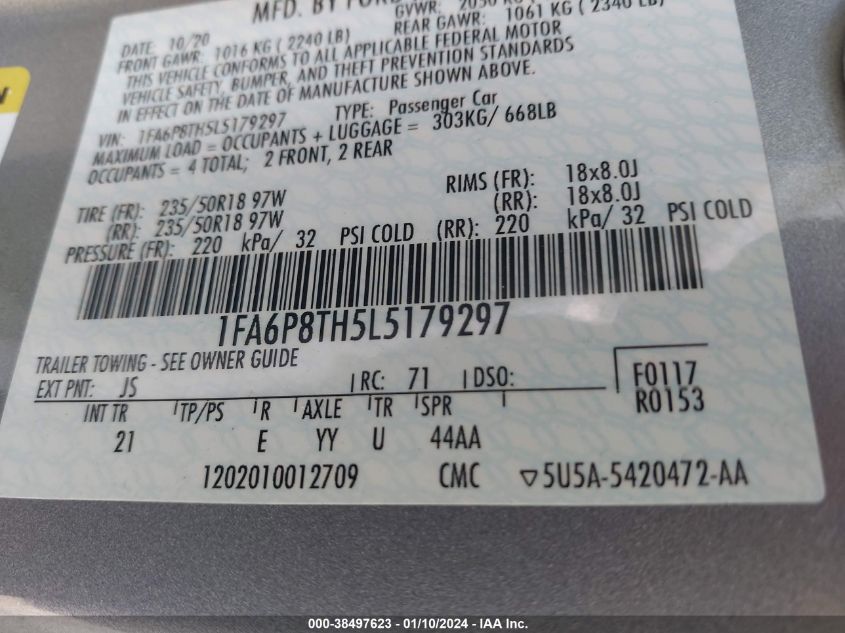 MFD. BY FORD
DATE: 10/20 GVWR: 2050 KG
FRONT GAWR: 1016 KG ( 2240 LB) REAR GAWR: 1061 KG ( 2340 LB)
THIS VEHICLE CONFORMS TO ALL APPLICABLE FEDERAL MOTOR
VEHICLE SAFETY, BUMPER, AND THEFT PREVENTION STANDARDS
IN EFFECT ON THE DATE OF MANUFACTURE SHOWN ABOVE.
VIN: 1FA6P8TH5L5179297 TYPE: Passenger Car
MAXIMUM LOAD = OCCUPANTS + LUGGAGE = 303KG/ 668LB
OCCUPANTS = 4 TOTAL; 2 FRONT, 2 REAR
TIRE (FR): 235/50R18 97W RIMS (FR): 18x8.0J
(RR): 235/50R18 97W (RR): 18x8.0J
PRESSURE (FR): 220 kPa/ 32 PSI COLD (RR): 220 kPa/ 32 PSI COLD
1FA6P8TH5L5179297
TRAILER TOWING - SEE OWNER GUIDE
EXT PNT: JS RC: 71 DSO: F0117
R0153
INT TR TP/PS R AXLE TR SPR
21 E YY U 44AA
1202010012709 CMC ▽5U5A-5420472-AA
000-38497623 - 01/10/2024 - IAA Inc.